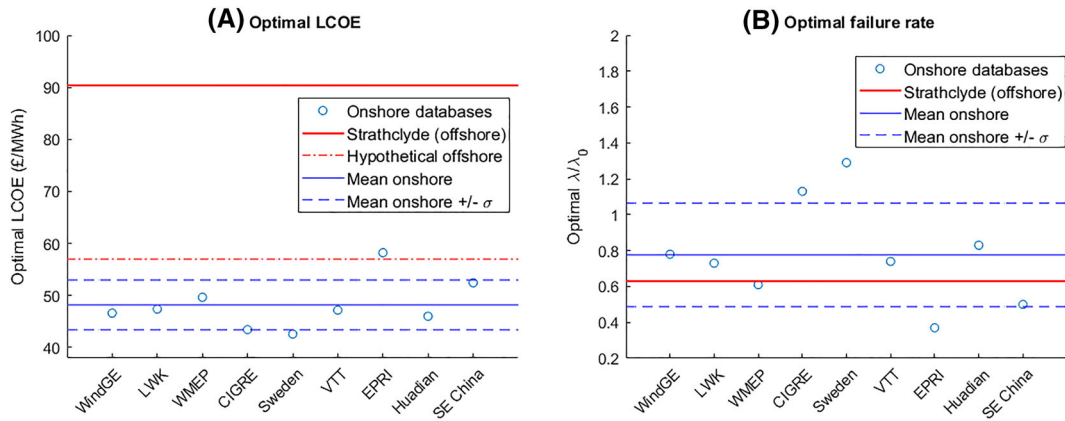 (A) Optimal LCOE
Optimal LCOE (£/MWh)
100
90
80
70
60
50
40
Onshore databases
Strathclyde (offshore)
Hypothetical offshore
Mean onshore
Mean onshore +/- σ
WindGE
LWK
WMEP
CIGRE
Sweden
VTT
EPRI
Huadian
SE China
(B) Optimal failure rate
Optimal λ/λ₀
2
1.8
1.6
1.4
1.2
1
0.8
0.6
0.4
0.2
Onshore databases
Strathclyde (offshore)
Mean onshore
Mean onshore +/- σ
WindGE
LWK
WMEP
CIGRE
Sweden
VTT
EPRI
Huadian
SE China